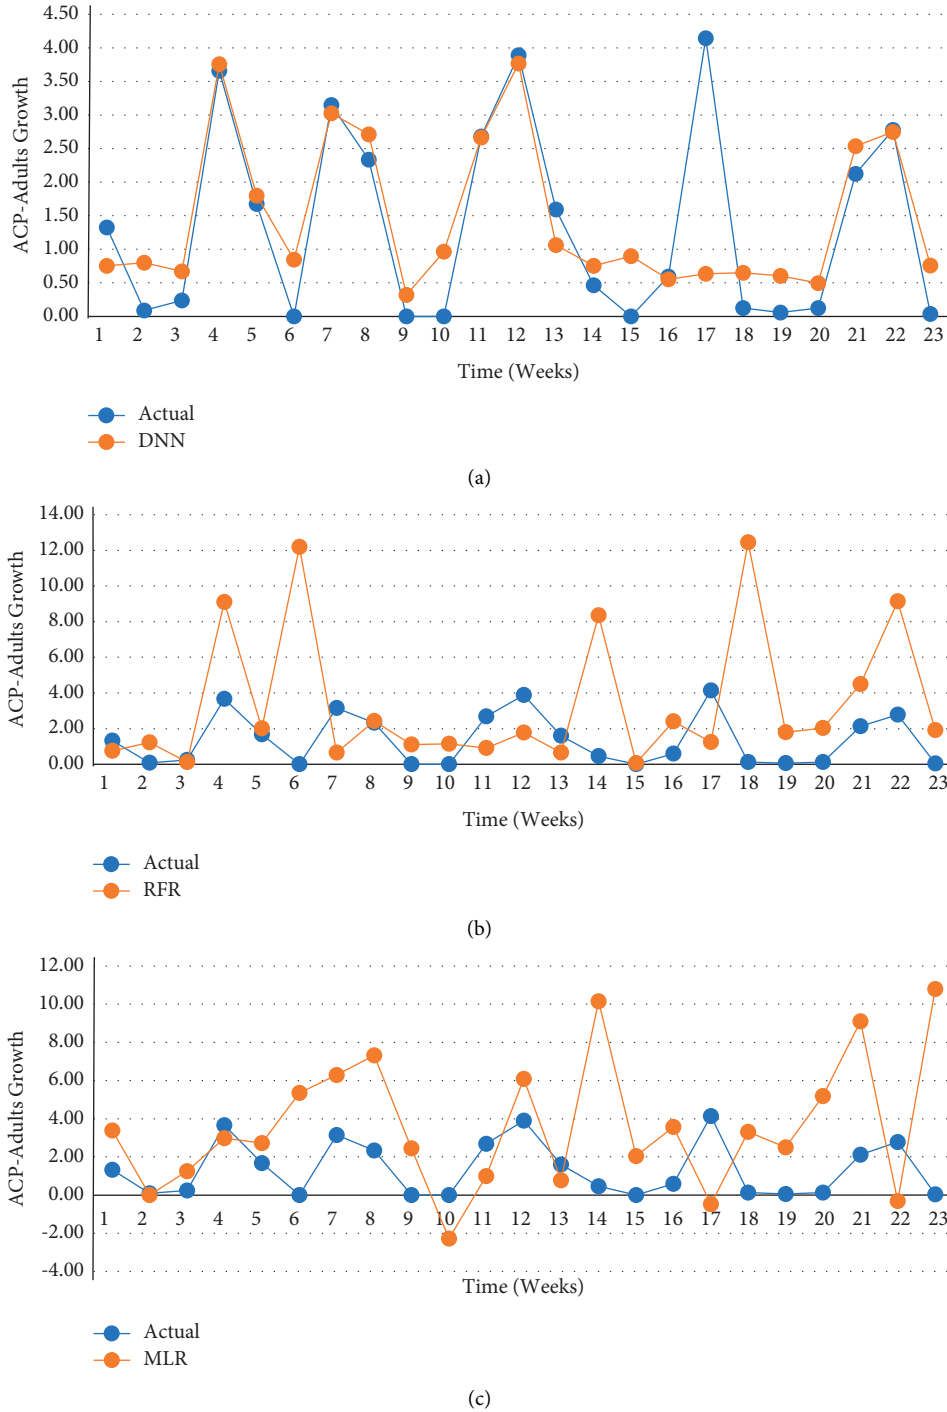 4.50
4.00
3.50
3.00
2.50
2.00
1.50
1.00
0.50
0.00
ACP-Adults Growth
1 2 3 4 5 6 7 8 9 10 11 12 13 14 15 16 17 18 19 20 21 22 23
Time (Weeks)
Actual
DNN
(a)
14.00
12.00
10.00
8.00
6.00
4.00
2.00
0.00
ACP-Adults Growth
1 2 3 4 5 6 7 8 9 10 11 12 13 14 15 16 17 18 19 20 21 22 23
Time (Weeks)
Actual
RFR
(b)
12.00
10.00
8.00
6.00
4.00
2.00
0.00
-2.00
-4.00
ACP-Adults Growth
1 2 3 4 5 6 7 8 9 10 11 12 13 14 15 16 17 18 19 20 21 22 23
Time (Weeks)
Actual
MLR
(c)